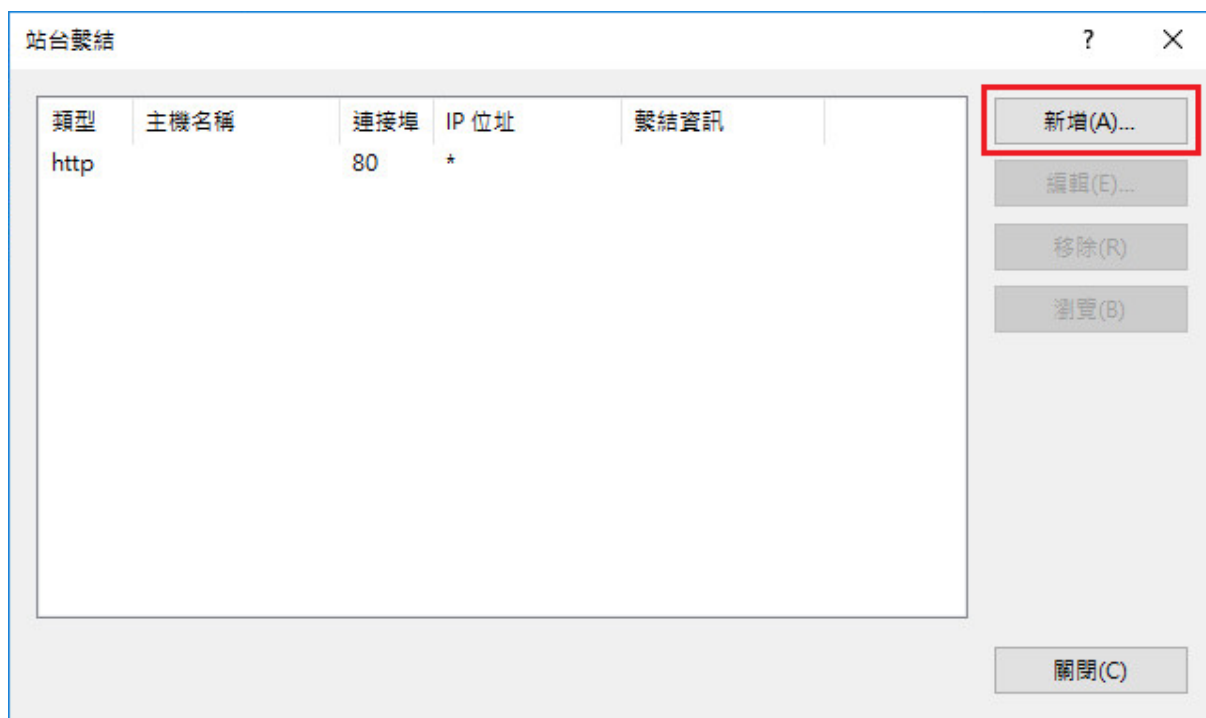 站台繫結 ?
類型 主機名稱 連接埠 IP 位址 繫結資訊
http 80 *
新增(A)...
編輯(E)...
移除(R)
瀏覽(B)
關閉(C)